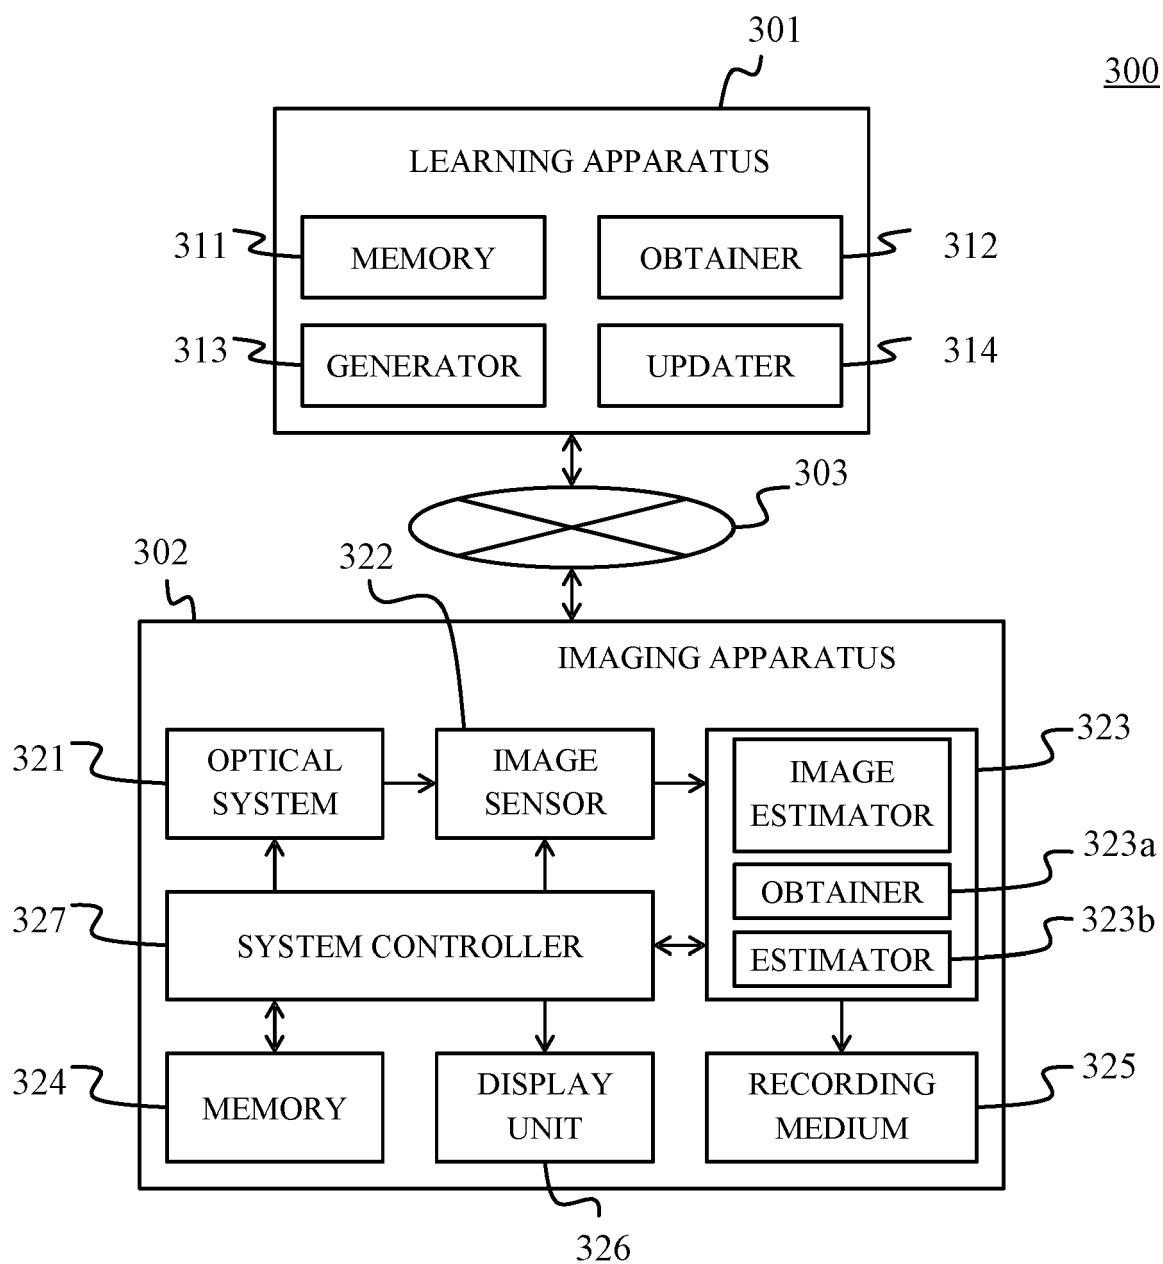 301
300
LEARNING APPARATUS
311
MEMORY
OBTAINER
312
313
GENERATOR
UPDATER
314
303
302
322
IMAGING APPARATUS
321
OPTICAL
SYSTEM
IMAGE
SENSOR
IMAGE
ESTIMATOR
323
OBTAINER
323a
327
SYSTEM CONTROLLER
ESTIMATOR
323b
324
MEMORY
DISPLAY
UNIT
RECORDING
MEDIUM
325
326